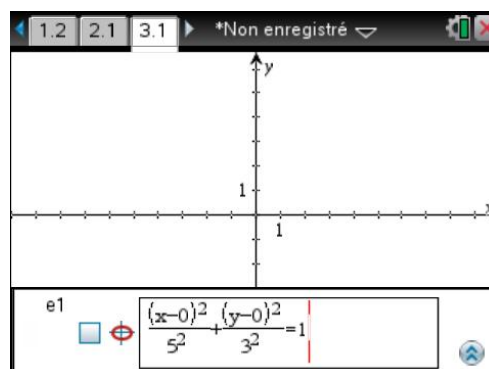 1.2 2.1 3.1 *Non enregistré
y
1
x
1
e1
(x-0)²/5² + (y-0)²/3² =1